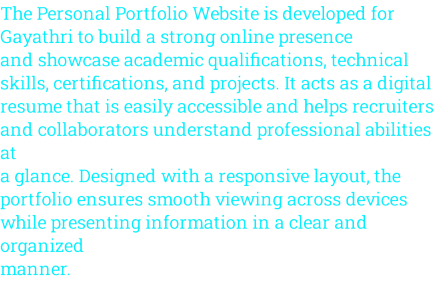 The Personal Portfolio Website is developed for
Gayathri to build a strong online presence
and showcase academic qualifications, technical
skills, certifications, and projects. It acts as a digital
resume that is easily accessible and helps recruiters
and collaborators understand professional abilities
at
a glance. Designed with a responsive layout, the
portfolio ensures smooth viewing across devices
while presenting information in a clear and
organized
manner.